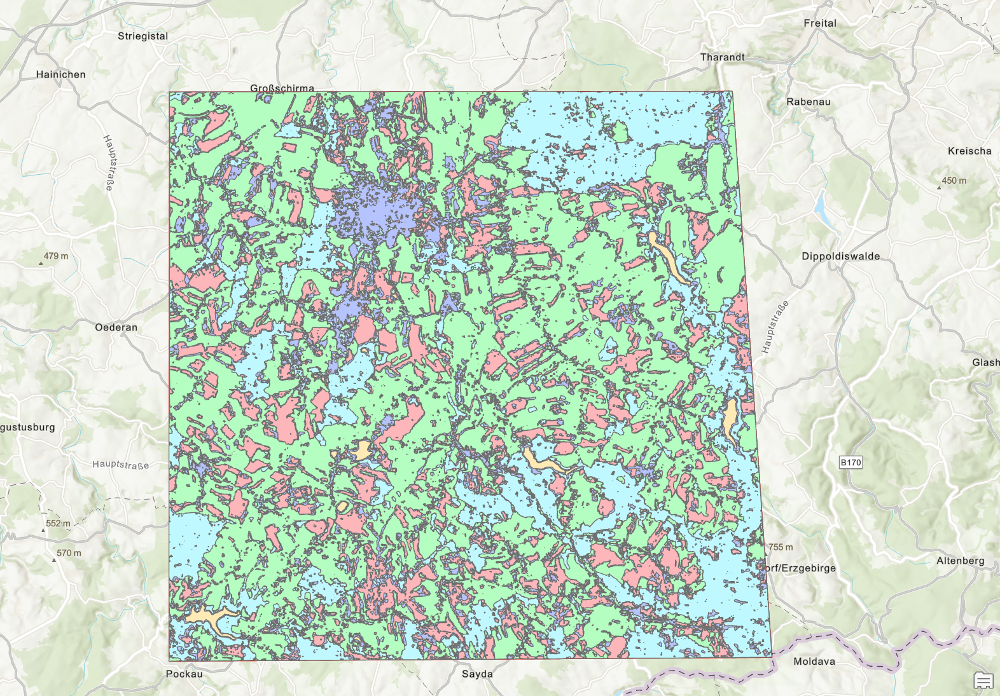 Freital
Striegistal
Tharandt
Hainichen
Großschirma
Rabenau
Kreischa
Hauptstraße
450 m
479 m
Dippoldiswalde
Hauptstraße
Oederan
Glash
gustusburg
Hauptstraße
B170
552 m
755 m
570 m
Altenberg
orf/Erzgebirge
Moldava
Pockau
Sayda